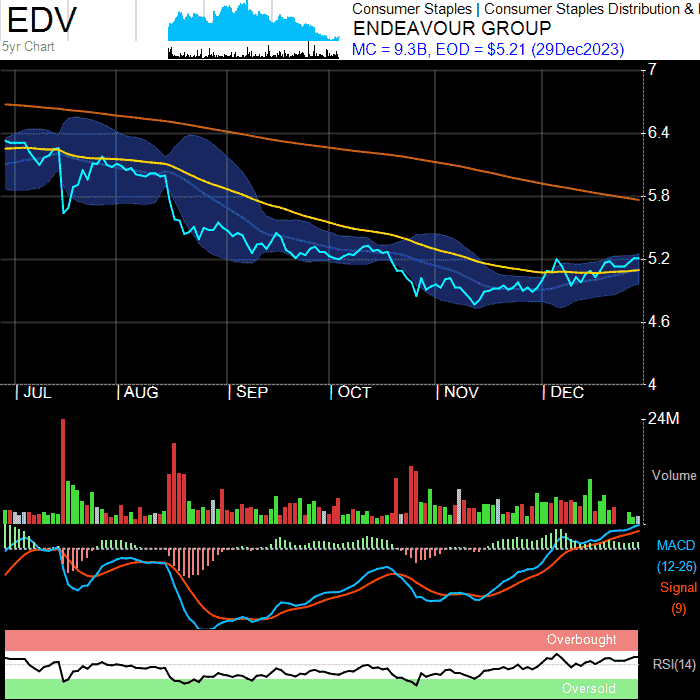 EDV
5yr Chart
Consumer Staples | Consumer Staples Distribution &
ENDEAVOUR GROUP
MC = 9.3B, EOD = $5.21 (29Dec2023)
7
6.4
5.8
5.2
4.6
4
JUL AUG SEP OCT NOV DEC
24M
Volume
MACD
(12-26)
Signal
(9)
Overbought
RSI(14)
Oversold